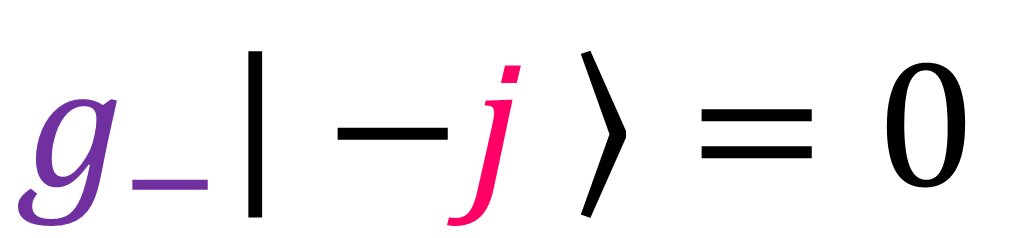 g₋|−j⟩ = 0